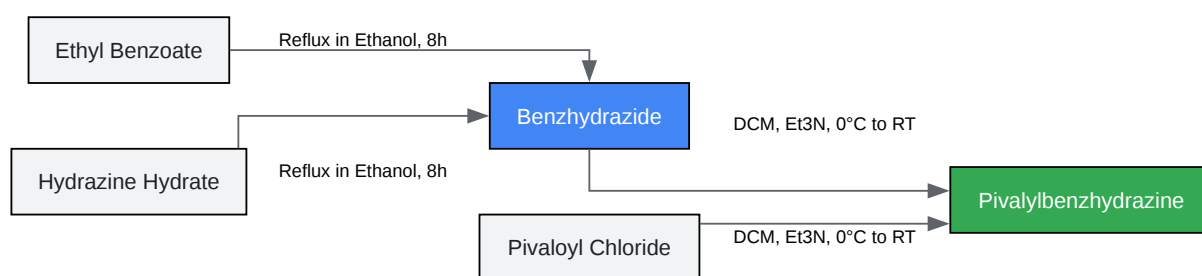 Ethyl Benzoate
Reflux in Ethanol, 8h
Benzhydrazide
DCM, Et3N, 0°C to RT
Hydrazine Hydrate
Reflux in Ethanol, 8h
Pivalylbenzhydrazine
Pivaloyl Chloride
DCM, Et3N, 0°C to RT